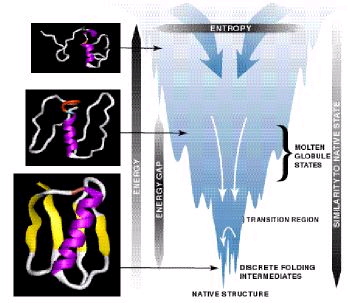 ENTROPY
ENERGY
ENERGY GAP
SIMILARITY TO NATIVE STATE
MOLTEN
GLOBULE
STATES
TRANSITION REGION
DISCRETE FOLDING
INTERMEDIATES
NATIVE STRUCTURE